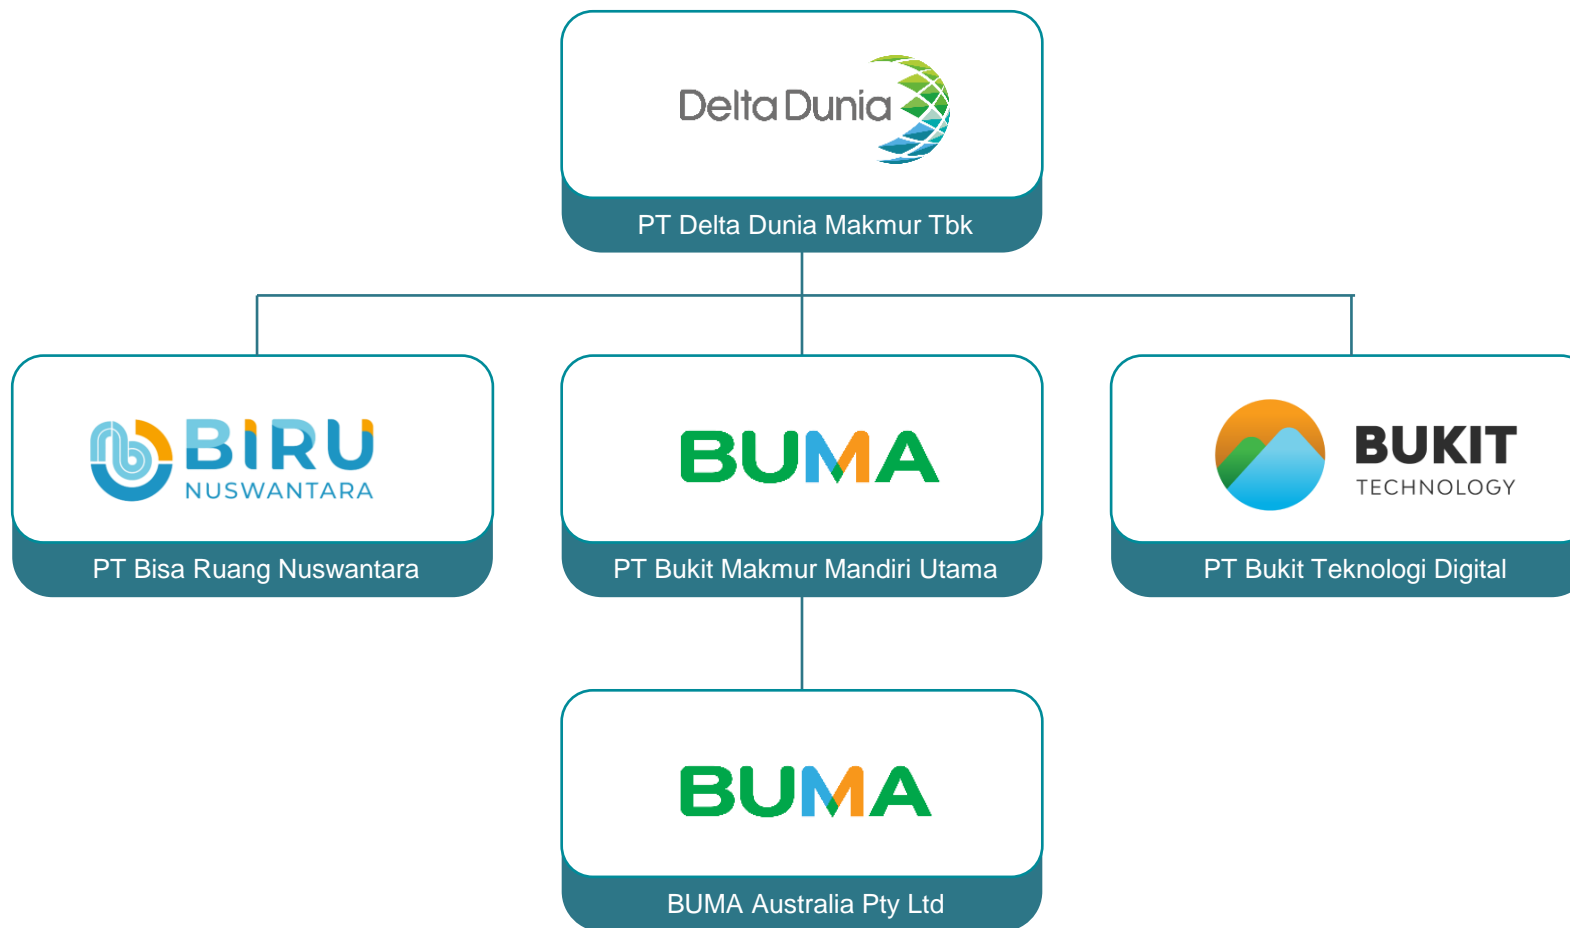 Delta Dunia
PT Delta Dunia Makmur Tbk
BIRU
NUSWANTARA
PT Bisa Ruang Nuswantara
BUMA
PT Bukit Makmur Mandiri Utama
BUKIT
TECHNOLOGY
PT Bukit Teknologi Digital
BUMA
BUMA Australia Pty Ltd